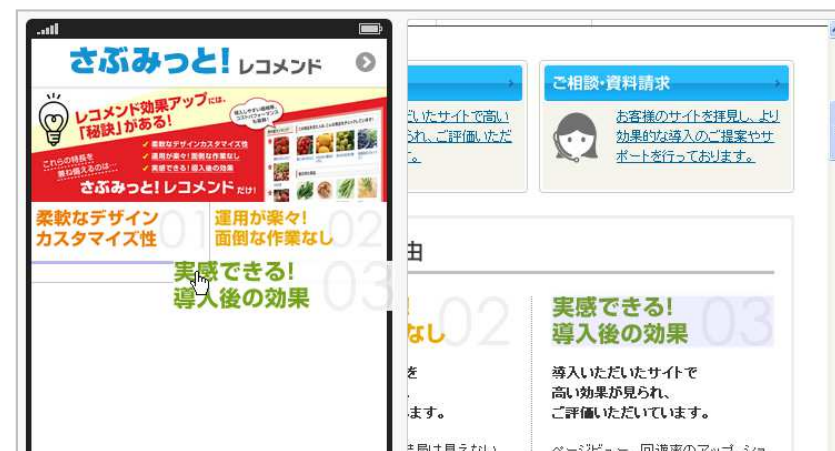 さぶみっと! レコメンド
レコメンド効果アップには、
「秘訣」がある!
これらの特長を
兼ね備えるのは…
柔軟なデザインカスタマイズ性
運用が楽々!面倒な作業なし
実感できる!導入後の効果
さぶみっと!レコメンドだけ!
柔軟なデザイン
カスタマイズ性
01
運用が楽々!
面倒な作業なし
02
実感できる!
導入後の効果
03
いたサイトで高い
られ、ご評価いただ
。
ご相談・資料請求
お客様のサイトを拝見し、より
効果的な導入のご提案やサ
ポートを行っております。
由
!
なし
02
を
ます。
実感できる!
導入後の効果
03
導入いただいたサイトで
高い効果が見られ、
ご評価いただいています。